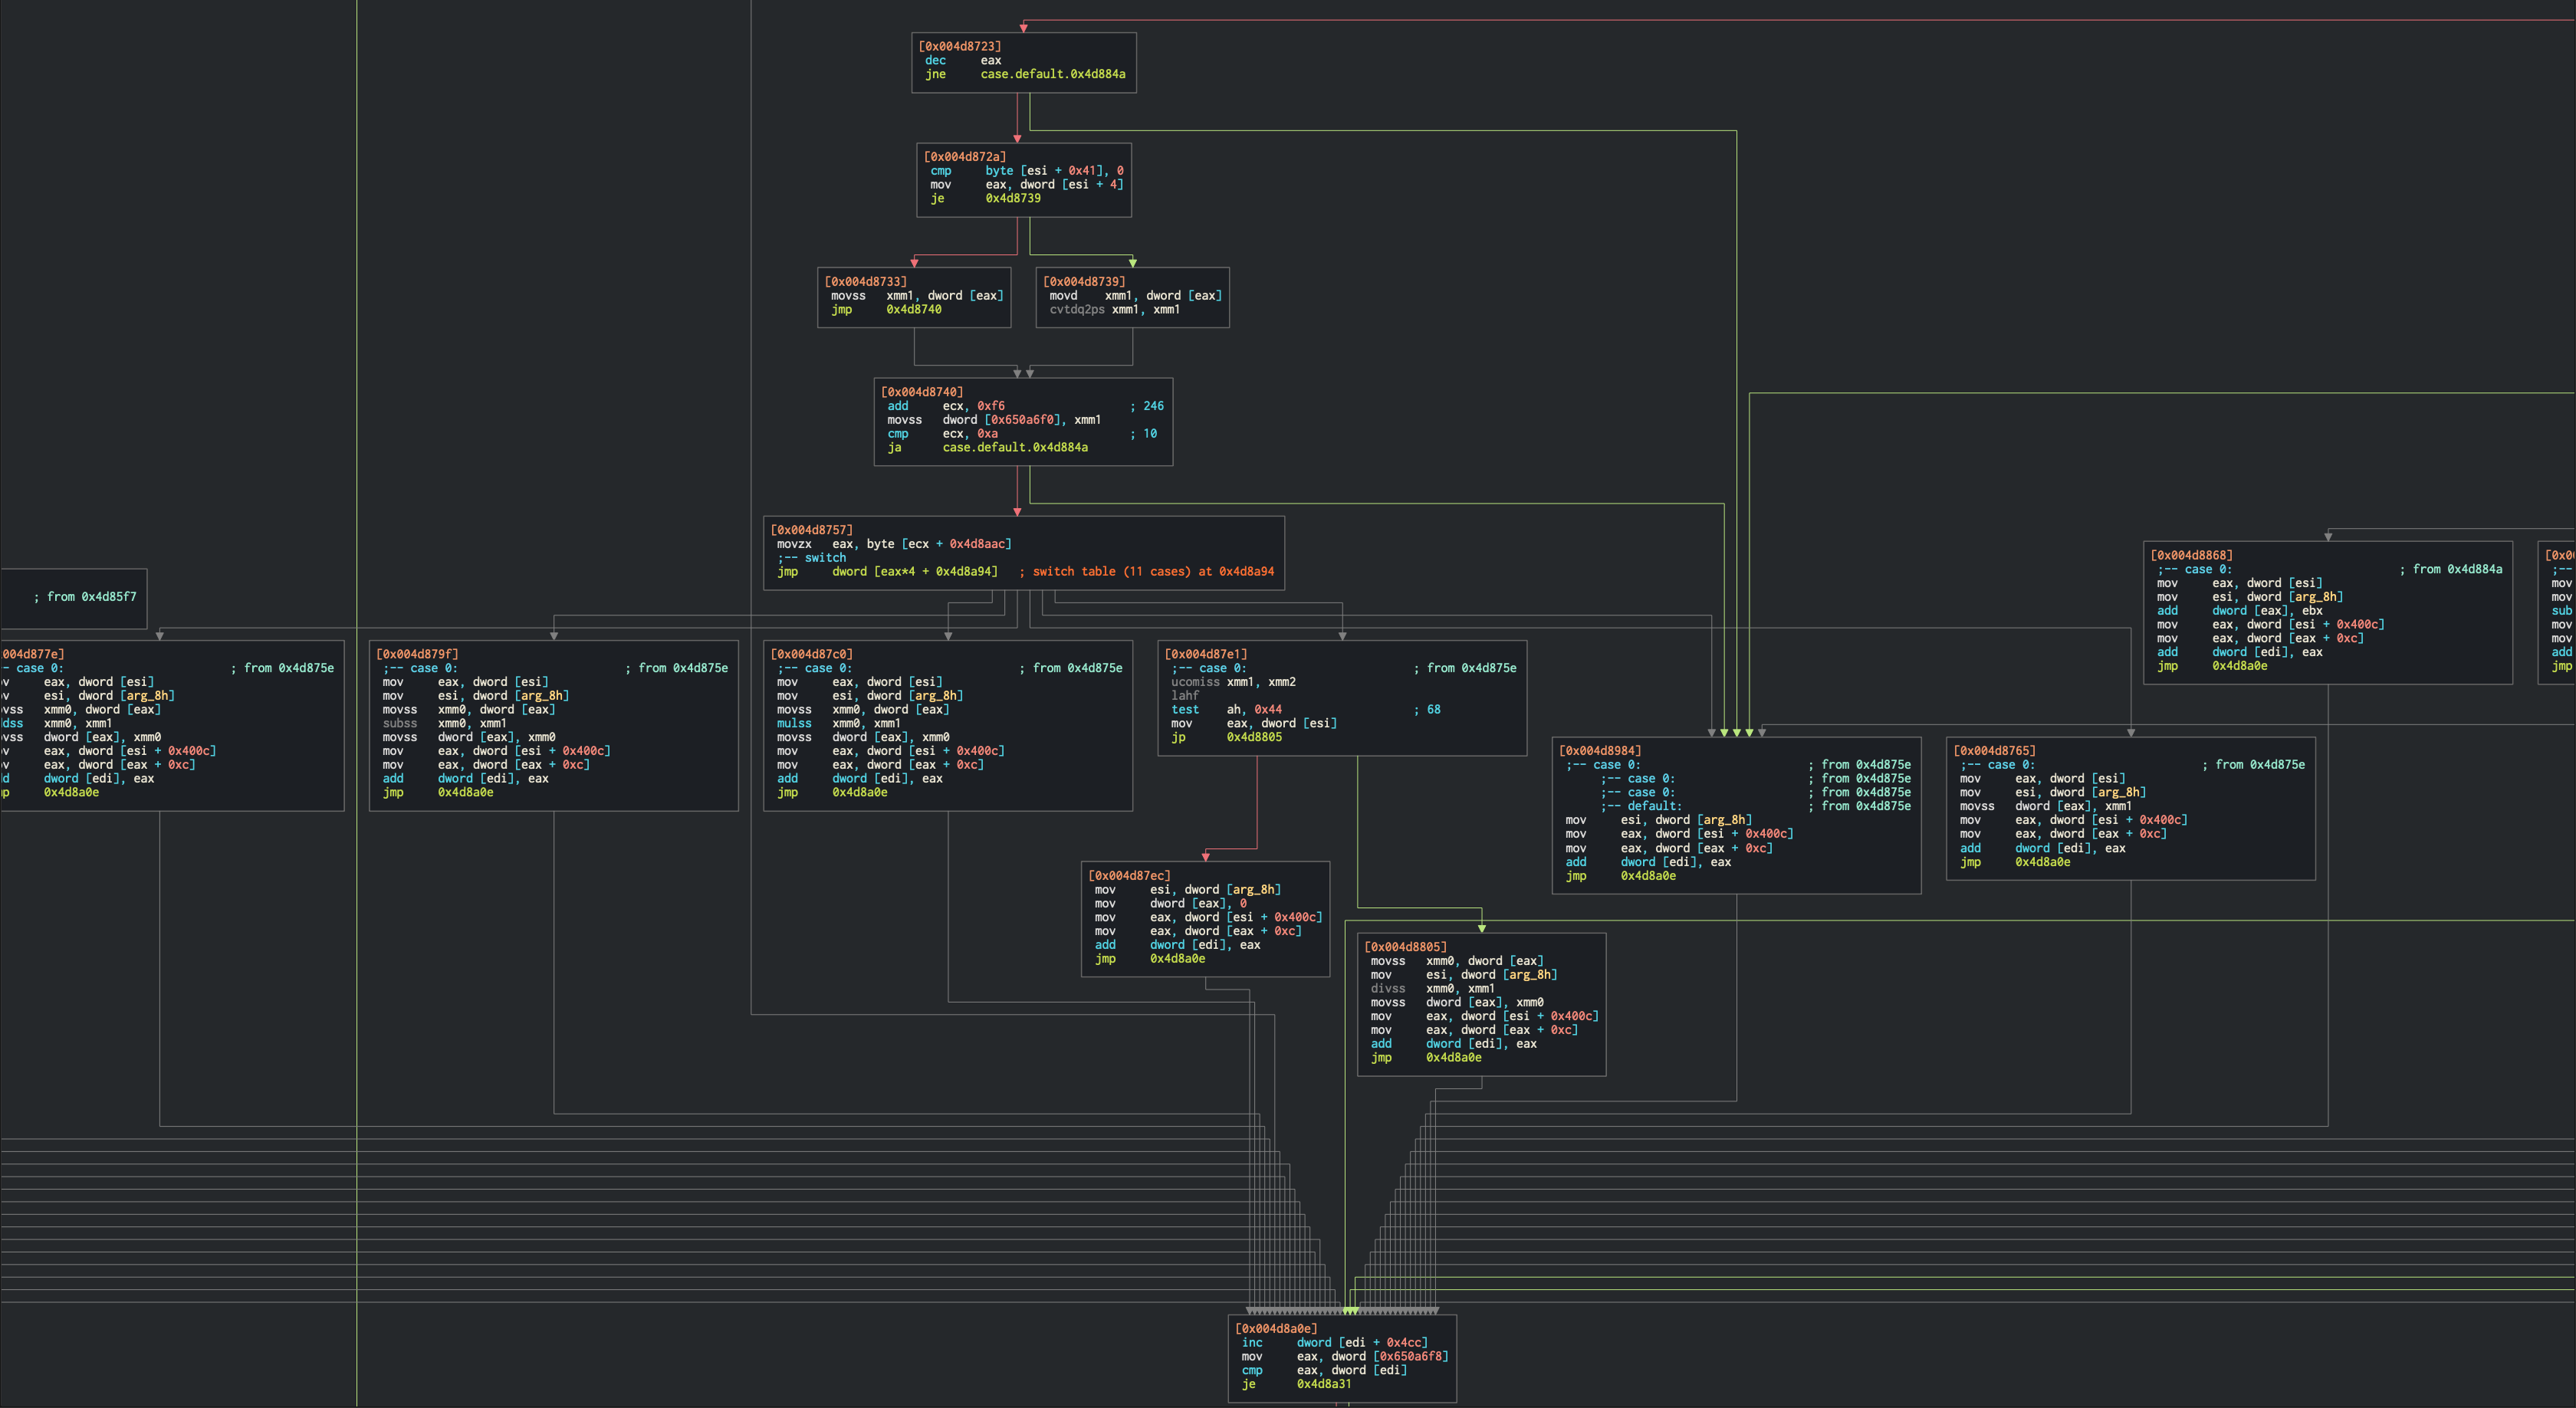 [0x004d8723]
dec eax
jne case.default.0x4d884a
[0x004d872a]
cmp byte [esi + 0x41], 0
mov eax, dword [esi + 4]
je 0x4d8739
[0x004d8733]
movss xmm1, dword [eax]
jmp 0x4d8740
[0x004d8739]
movd xmm1, dword [eax]
cvtdq2ps xmm1, xmm1
[0x004d8740]
add ecx, 0xf6 ; 246
movss dword [0x650a6f0], xmm1
cmp ecx, 0xa ; 10
ja case.default.0x4d884a
[0x004d8757]
movzx eax, byte [ecx + 0x4d8aac]
;-- switch
jmp dword [eax*4 + 0x4d8a94] ; switch table (11 cases) at 0x4d8a94
; from 0x4d85f7
[0x004d8868]
;-- case 0: ; from 0x4d884a
mov eax, dword [esi]
mov esi, dword [arg_8h]
add dword [eax], ebx
mov eax, dword [esi + 0x400c]
mov eax, dword [eax + 0xc]
add dword [edi], eax
jmp 0x4d8a0e
[0x0
;--
mov
mov
sub
mov
mov
add
jmp
004d877e]
-- case 0: ; from 0x4d875e
v eax, dword [esi]
v esi, dword [arg_8h]
vss xmm0, dword [eax]
dss xmm0, xmm1
vss dword [eax], xmm0
v eax, dword [esi + 0x400c]
v eax, dword [eax + 0xc]
d dword [edi], eax
p 0x4d8a0e
[0x004d879f]
;-- case 0: ; from 0x4d875e
mov eax, dword [esi]
mov esi, dword [arg_8h]
movss xmm0, dword [eax]
subss xmm0, xmm1
movss dword [eax], xmm0
mov eax, dword [esi + 0x400c]
mov eax, dword [eax + 0xc]
add dword [edi], eax
jmp 0x4d8a0e
[0x004d87c0]
;-- case 0: ; from 0x4d875e
mov eax, dword [esi]
mov esi, dword [arg_8h]
movss xmm0, dword [eax]
mulss xmm0, xmm1
movss dword [eax], xmm0
mov eax, dword [esi + 0x400c]
mov eax, dword [eax + 0xc]
add dword [edi], eax
jmp 0x4d8a0e
[0x004d87e1]
;-- case 0: ; from 0x4d875e
ucomiss xmm1, xmm2
lahf
test ah, 0x44 ; 68
mov eax, dword [esi]
jp 0x4d8805
[0x004d8984]
;-- case 0: ; from 0x4d875e
;-- case 0: ; from 0x4d875e
;-- case 0: ; from 0x4d875e
;-- default: ; from 0x4d875e
mov esi, dword [arg_8h]
mov eax, dword [esi + 0x400c]
mov eax, dword [eax + 0xc]
add dword [edi], eax
jmp 0x4d8a0e
[0x004d8765]
;-- case 0: ; from 0x4d875e
mov eax, dword [esi]
mov esi, dword [arg_8h]
movss dword [eax], xmm1
mov eax, dword [esi + 0x400c]
mov eax, dword [eax + 0xc]
add dword [edi], eax
jmp 0x4d8a0e
[0x004d87ec]
mov esi, dword [arg_8h]
mov dword [eax], 0
mov eax, dword [esi + 0x400c]
mov eax, dword [eax + 0xc]
add dword [edi], eax
jmp 0x4d8a0e
[0x004d8805]
movss xmm0, dword [eax]
mov esi, dword [arg_8h]
divss xmm0, xmm1
movss dword [eax], xmm0
mov eax, dword [esi + 0x400c]
mov eax, dword [eax + 0xc]
add dword [edi], eax
jmp 0x4d8a0e
[0x004d8a0e]
inc dword [edi + 0x4cc]
mov eax, dword [0x650a6f8]
cmp eax, dword [edi]
je 0x4d8a31